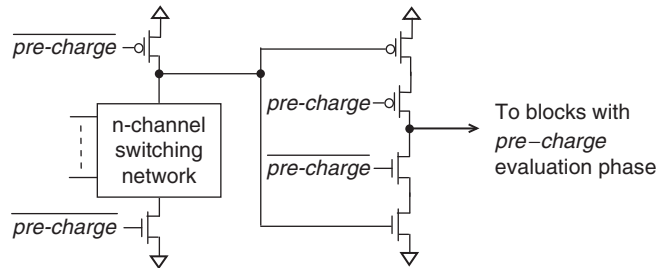 pre-charge
n-channel
switching
network
pre-charge
pre-charge
pre-charge
To blocks with
pre–charge
evaluation phase